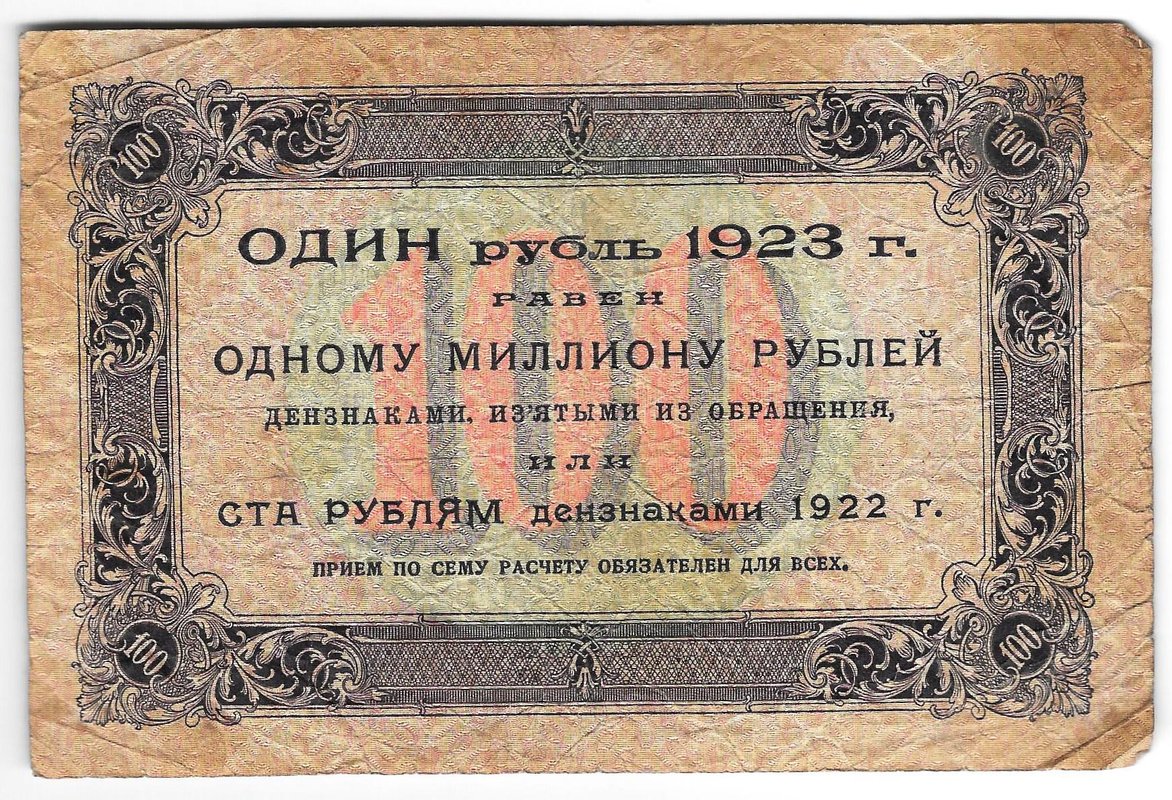 100 100
ОДИН рубль 1923 г.
РАВЕН
ОДНОМУ МИЛЛИОНУ РУБЛЕЙ
ДЕНЗНАКАМИ, ИЗ'ЯТЫМИ ИЗ ОБРАЩЕНИЯ,
ИЛИ
СТА РУБЛЯМ дензнаками 1922 г.
ПРИЕМ ПО СЕМУ РАСЧЕТУ ОБЯЗАТЕЛЕН ДЛЯ ВСЕХ.
100
100 100